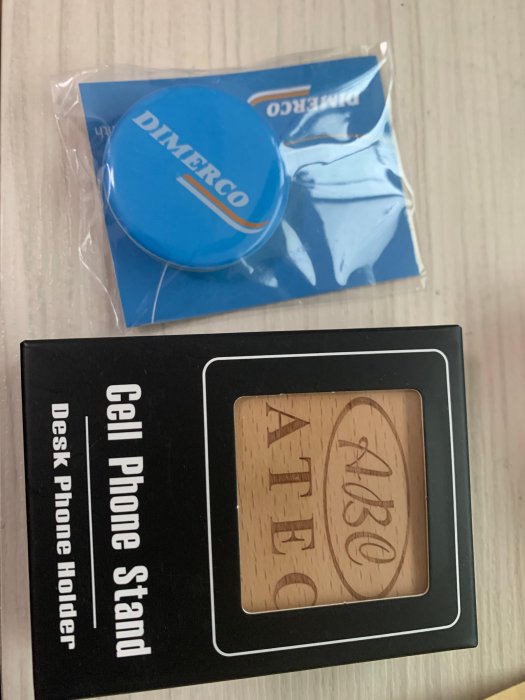 DIMERCO
DIMERCO
Cell Phone Stand
Desk Phone Holder
ABC
ATEC